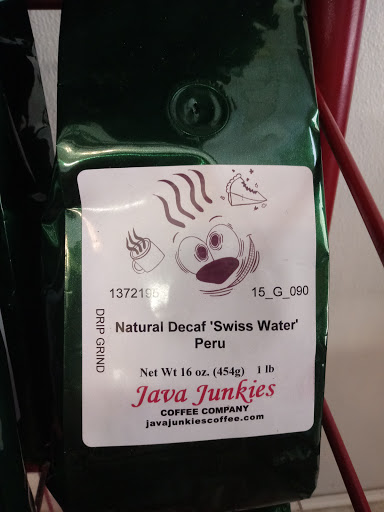 1372195 15_G_090
DRIP GRIND
Natural Decaf 'Swiss Water'
Peru
Net Wt 16 oz. (454g) 1 lb
Java Junkies
COFFEE COMPANY
javajunkiescoffee.com